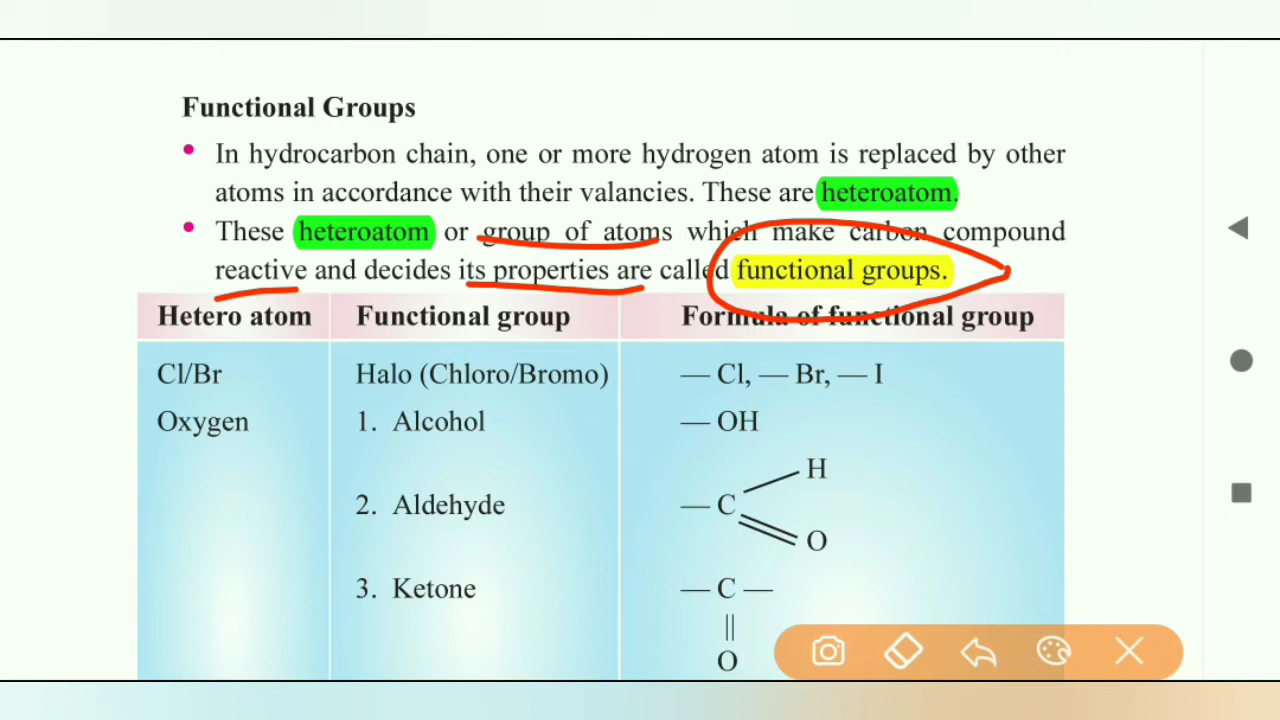 Functional Groups
• In hydrocarbon chain, one or more hydrogen atom is replaced by other
atoms in accordance with their valancies. These are heteroatom.
• These heteroatom or group of atoms which make carbon compound
reactive and decides its properties are called functional groups.
Hetero atom Functional group Formula of functional group
Cl/Br Halo (Chloro/Bromo) — Cl, — Br, — I
Oxygen 1. Alcohol — OH
H
2. Aldehyde — C
O
3. Ketone — C —
||
O